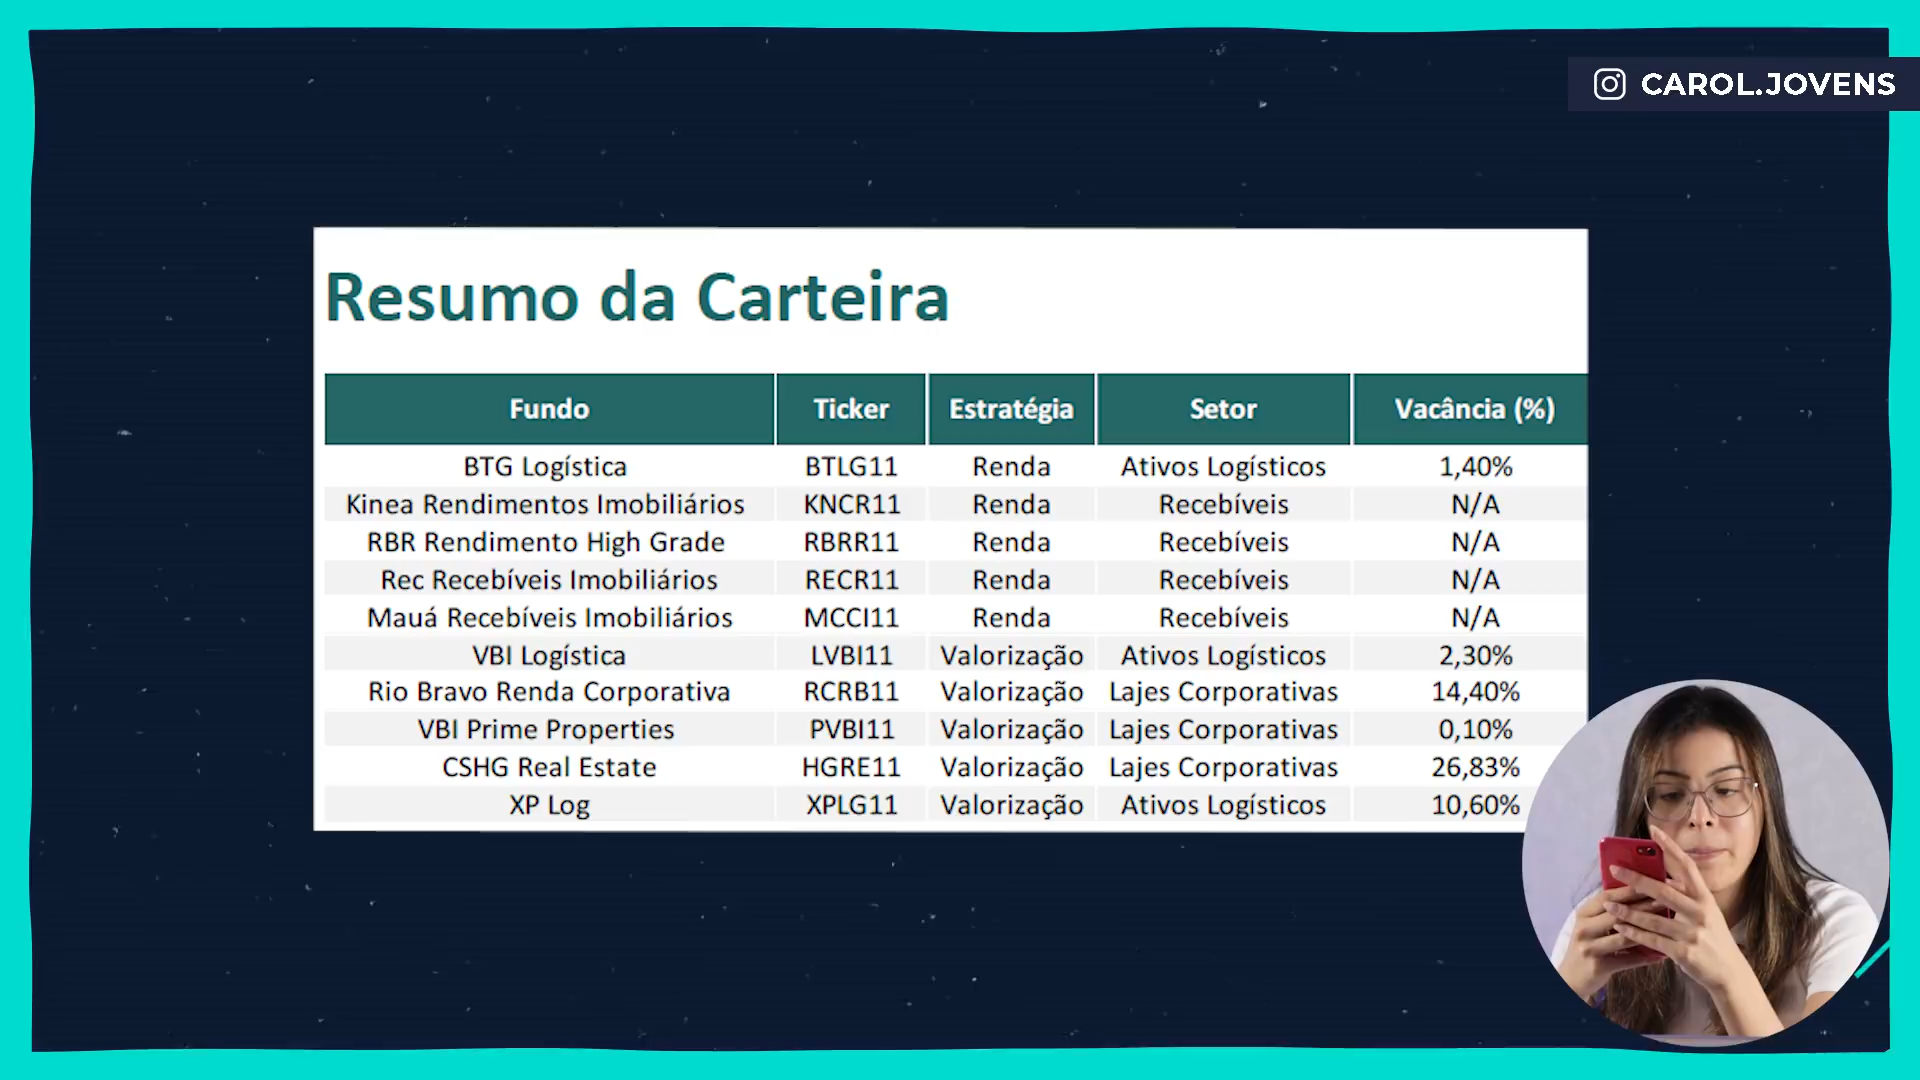 CAROL.JOVENS
Resumo da Carteira
Fundo Ticker Estratégia Setor Vacância (%)
BTG Logística BTLG11 Renda Ativos Logísticos 1,40%
Kinea Rendimentos Imobiliários KNCR11 Renda Recebíveis N/A
RBR Rendimento High Grade RBRR11 Renda Recebíveis N/A
Rec Recebíveis Imobiliários RECR11 Renda Recebíveis N/A
Mauá Recebíveis Imobiliários MCCI11 Renda Recebíveis N/A
VBI Logística LVBI11 Valorização Ativos Logísticos 2,30%
Rio Bravo Renda Corporativa RCRB11 Valorização Lajes Corporativas 14,40%
VBI Prime Properties PVBI11 Valorização Lajes Corporativas 0,10%
CSHG Real Estate HGRE11 Valorização Lajes Corporativas 26,83%
XP Log XPLG11 Valorização Ativos Logísticos 10,60%